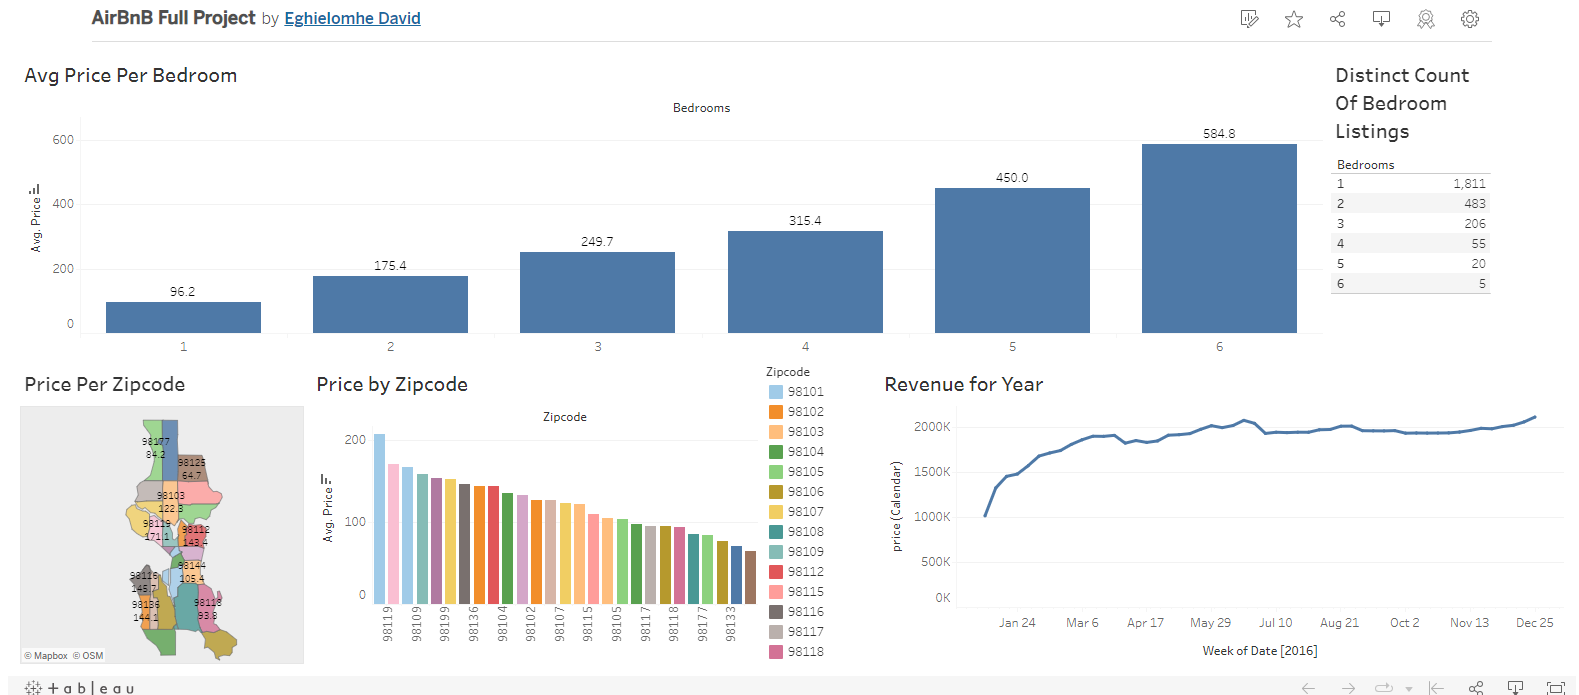 AirBnB Full Project by Eghielomhe David
Avg Price Per Bedroom
Bedrooms
Avg. Price
600
400
200
0
96.2
175.4
249.7
315.4
450.0
584.8
1
2
3
4
5
6
Distinct Count
Of Bedroom
Listings
Bedrooms
1 1,811
2 483
3 206
4 55
5 20
6 5
Price Per Zipcode
98177
84.2
98125
64.7
98103
122.3
98119
171.1
98112
143.4
98144
105.4
98116
145.7
98136
144.1
98118
93.8
© Mapbox © OSM
Price by Zipcode
Zipcode
Avg. Price
200
100
0
98119
98109
98199
98136
98104
98102
98107
98115
98105
98117
98118
98177
98133
Zipcode
98101
98102
98103
98104
98105
98106
98107
98108
98109
98112
98115
98116
98117
98118
Revenue for Year
price (Calendar)
2000K
1500K
1000K
500K
0K
Jan 24
Mar 6
Apr 17
May 29
Jul 10
Aug 21
Oct 2
Nov 13
Dec 25
Week of Date [2016]
+ a b l e a u